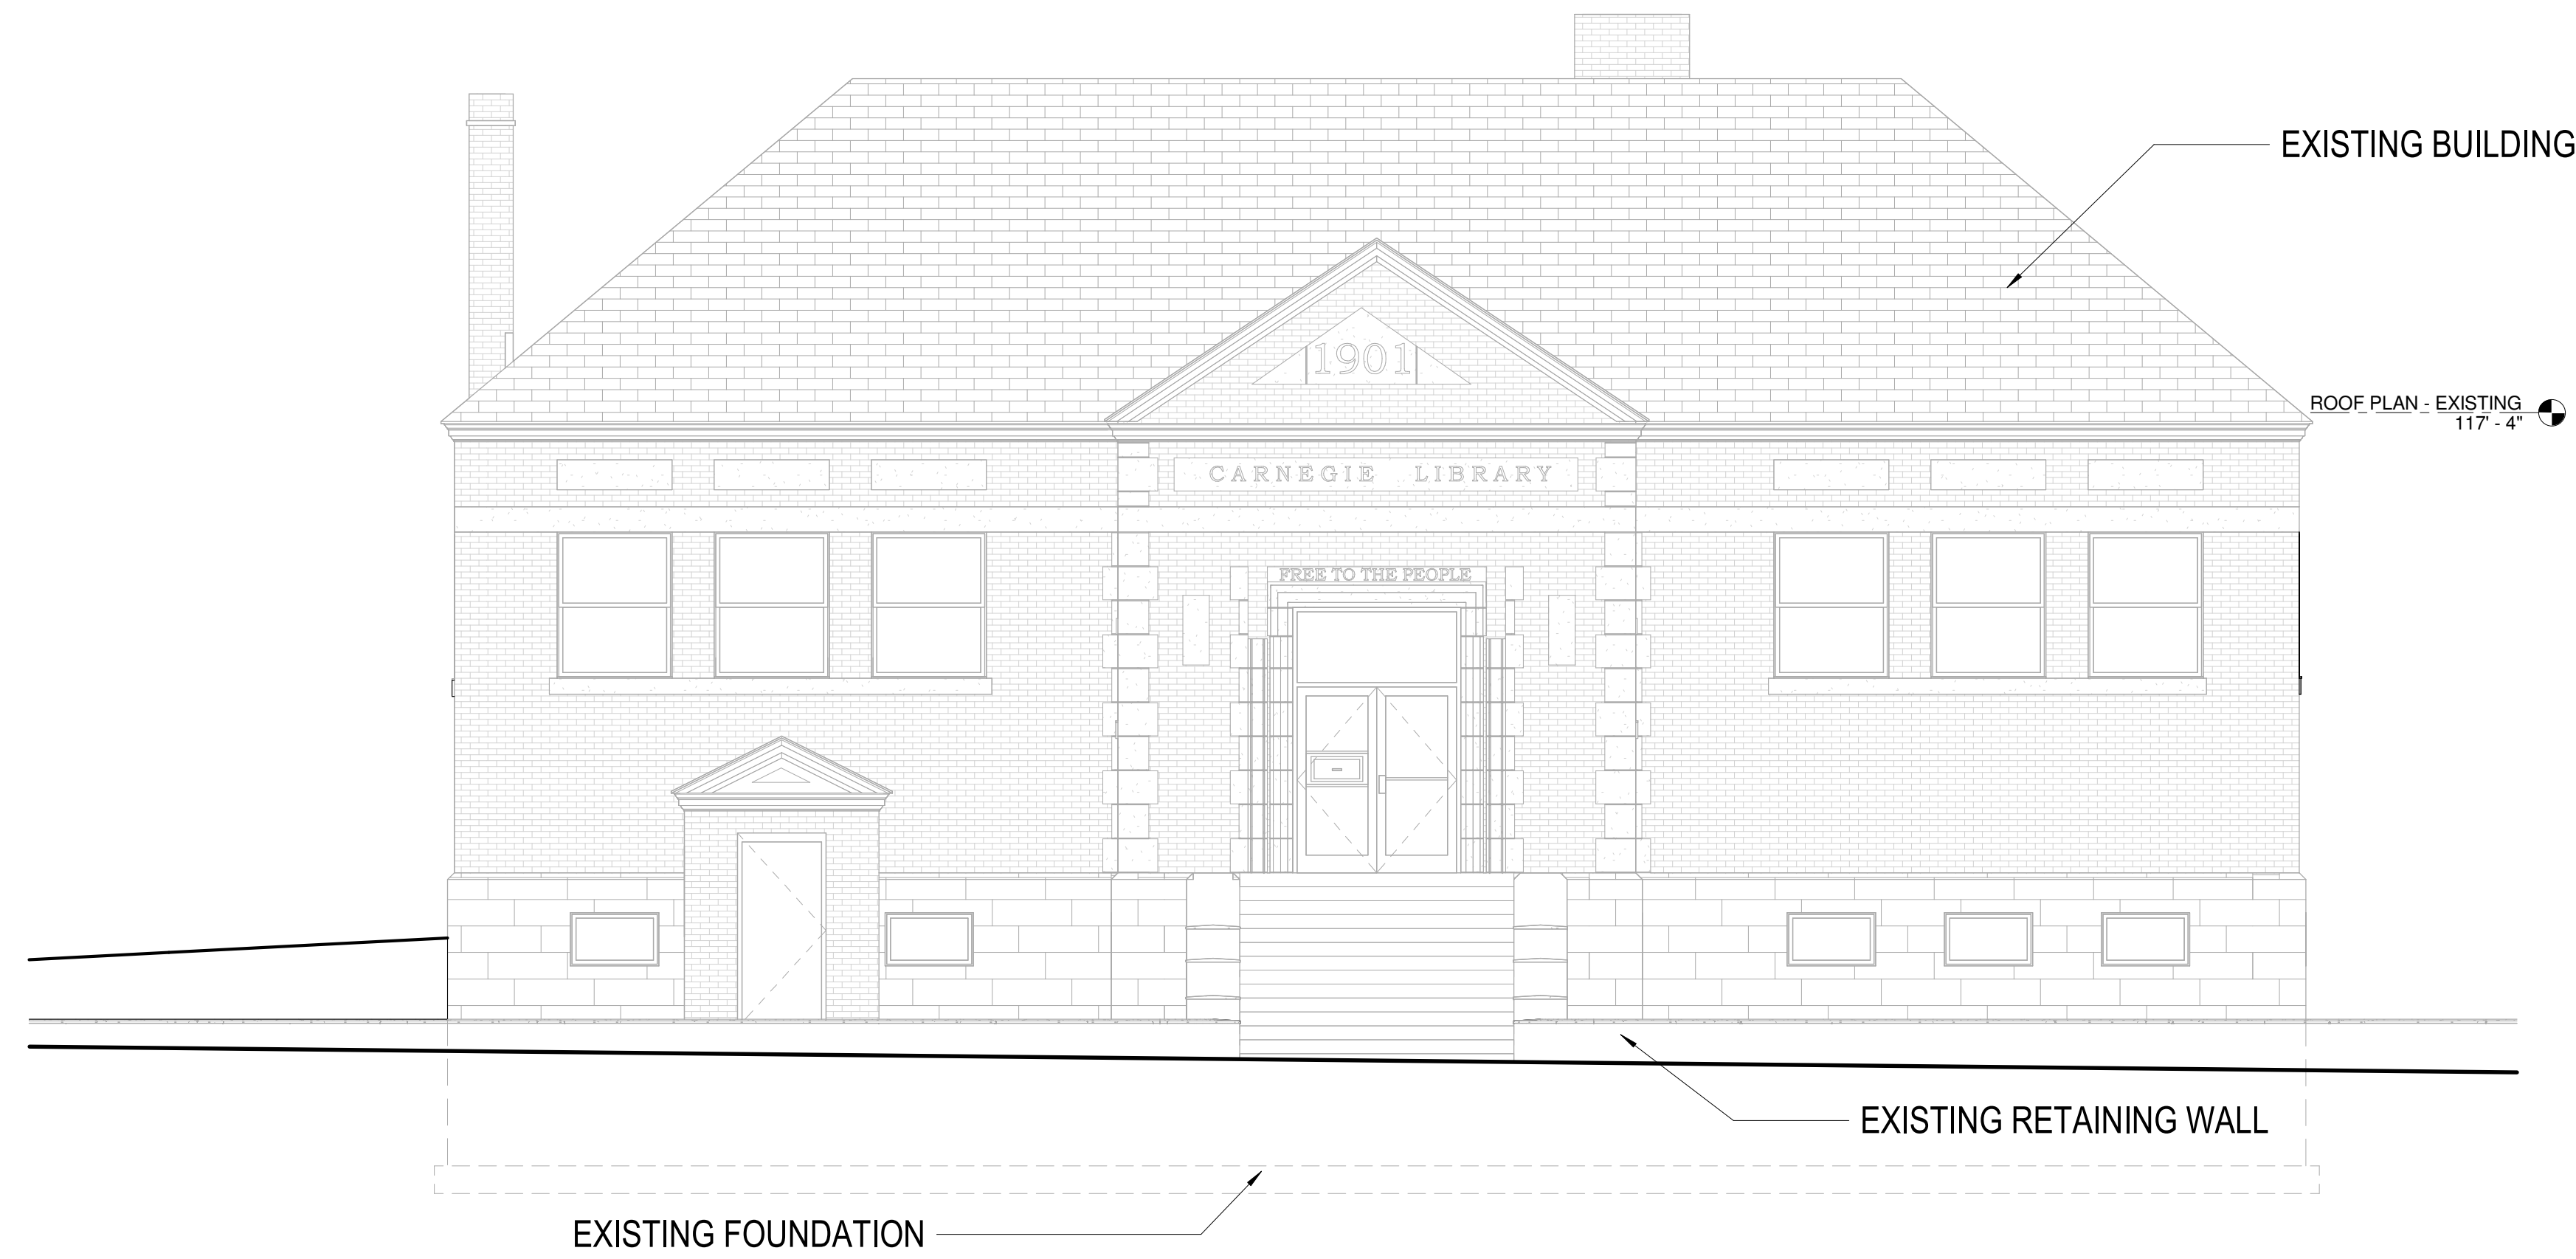 EXISTING BUILDING
1901
ROOF PLAN - EXISTING
117' - 4"
CARNEGIE LIBRARY
FREE TO THE PEOPLE
EXISTING RETAINING WALL
EXISTING FOUNDATION